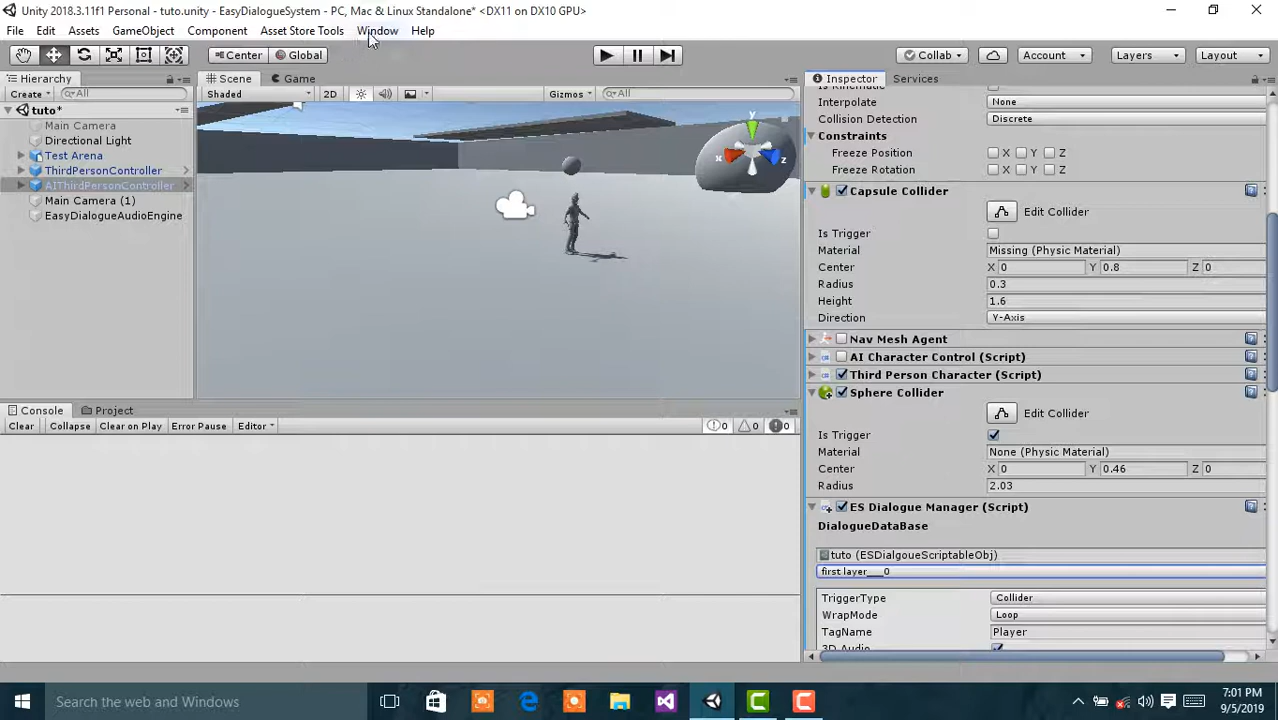 Unity 2018.3.11f1 Personal - tuto.unity - EasyDialogueSystem - PC, Mac & Linux Standalone* <DX11 on DX10 GPU>
File Edit Assets GameObject Component Asset Store Tools Window Help
Center Global Collab Account Layers Layout
Hierarchy Scene Game Inspector Services
Create All Shaded 2D Gizmos All
Is Kinematic
Interpolate None
tuto*
Collision Detection Discrete
Main Camera
Constraints
Directional Light
Freeze Position X Y Z
Test Arena
Freeze Rotation X Y Z
ThirdPersonController
AIThirdPersonController
Capsule Collider
Main Camera (1)
Edit Collider
EasyDialogueAudioEngine
y
x
z
Is Trigger
Material Missing (Physic Material)
Center X 0 Y 0.8 Z 0
Radius 0.3
Height 1.6
Direction Y-Axis
Nav Mesh Agent
AI Character Control (Script)
Third Person Character (Script)
Sphere Collider
Console Project
Edit Collider
Clear Collapse Clear on Play Error Pause Editor 0 0 0
Is Trigger
Material None (Physic Material)
Center X 0 Y 0.46 Z 0
Radius 2.03
ES Dialogue Manager (Script)
DialogueDataBase
tuto (ESDialgoueScriptableObj)
first layer___0
TriggerType Collider
WrapMode Loop
TagName Player
3D Audio
Search the web and Windows
7:01 PM
9/5/2019